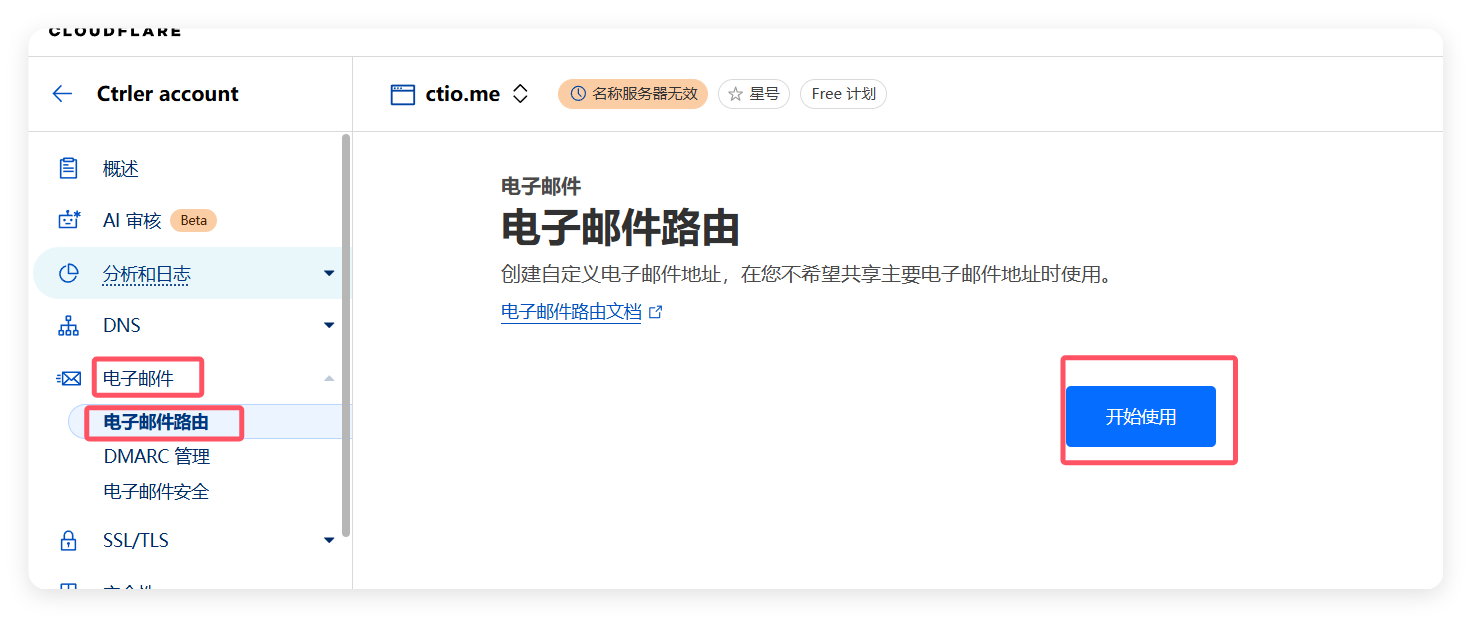 CLOUDFLARE
Ctrler account
ctio.me
名称服务器无效
星号
Free 计划
概述
AI 审核 Beta
分析和日志
DNS
电子邮件
电子邮件路由
DMARC 管理
电子邮件安全
SSL/TLS
电子邮件
电子邮件路由
创建自定义电子邮件地址，在您不希望共享主要电子邮件地址时使用。
电子邮件路由文档
开始使用